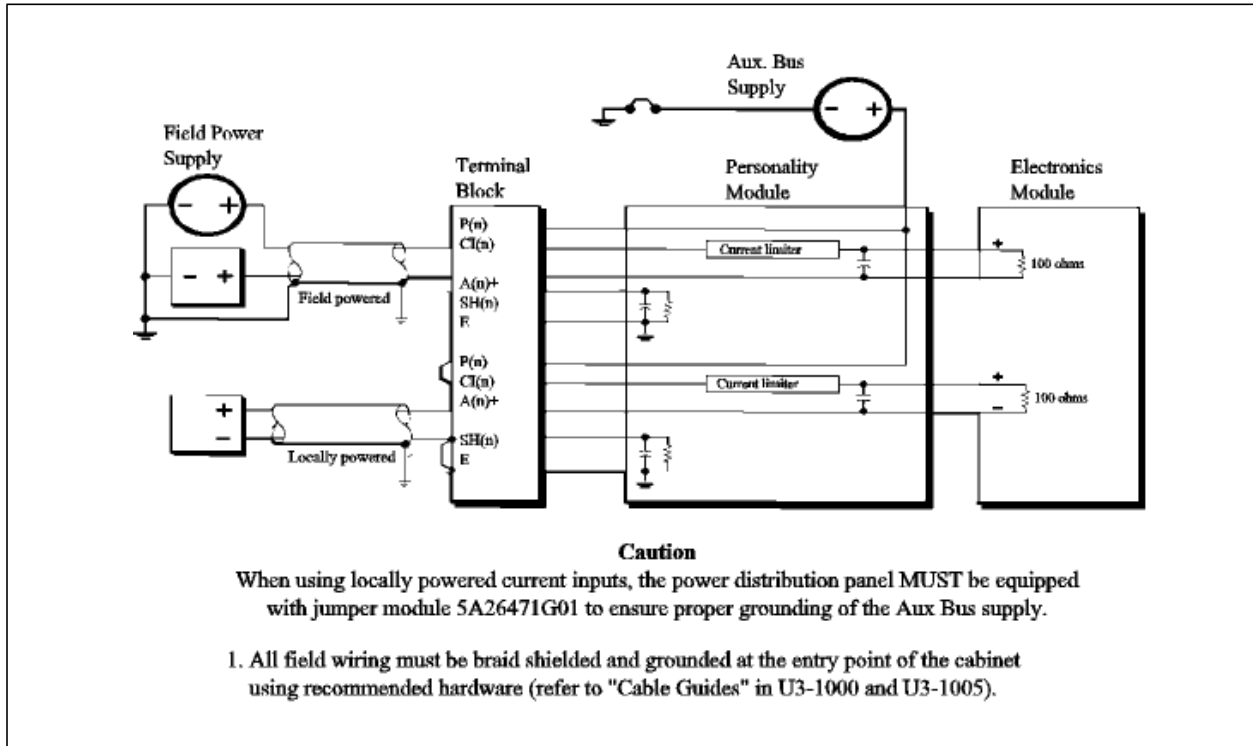 Aux. Bus
Supply
- +
Field Power
Supply
- +
Terminal
Block
Personality
Module
Electronics
Module
P(n)
CI(n)
Current limiter
+
100 ohms
- +
Field powered
A(n)+
SH(n)
E
P(n)
CI(n)
Current limiter
+
100 ohms
-
A(n)+
+
-
Locally powered
SH(n)
E
Caution
When using locally powered current inputs, the power distribution panel MUST be equipped
with jumper module 5A26471G01 to ensure proper grounding of the Aux Bus supply.
1. All field wiring must be braid shielded and grounded at the entry point of the cabinet
using recommended hardware (refer to "Cable Guides" in U3-1000 and U3-1005).